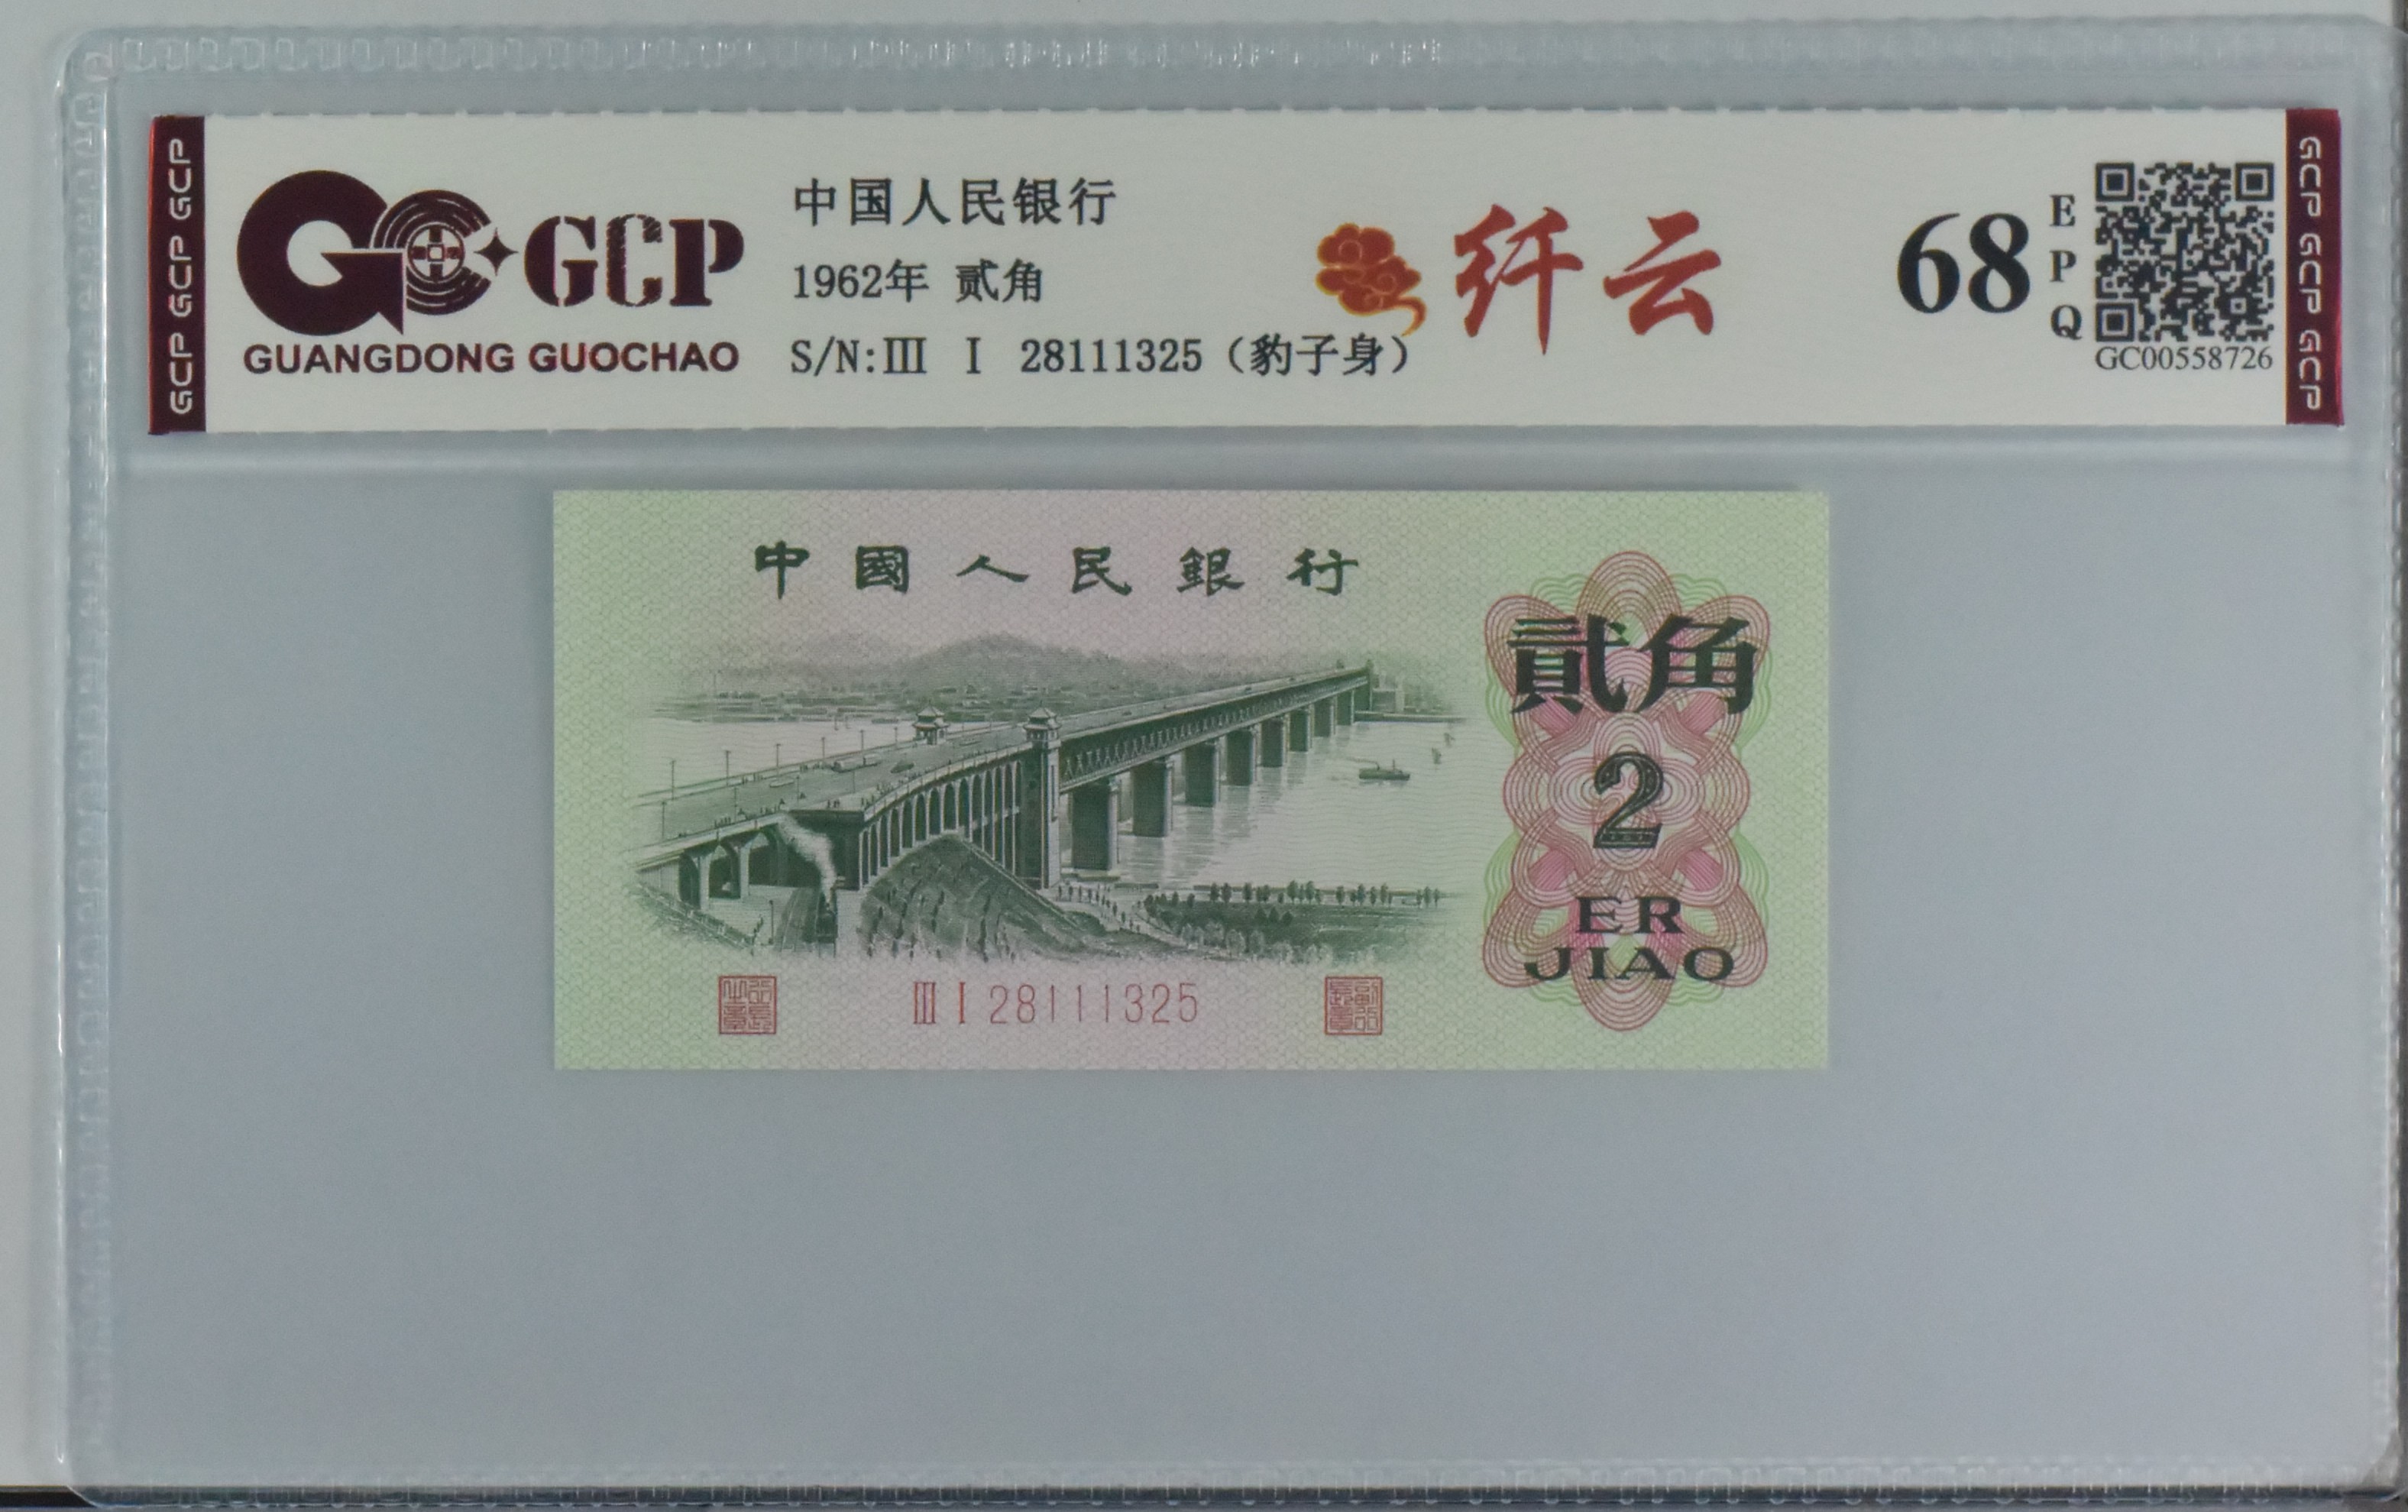 GCP GCP GCP
GCP
GUANGDONG GUOCHAO
中国人民银行
1962年 贰角
S/N:Ⅲ Ⅰ 28111325（豹子身）
纤云
68
E
P
Q
GC00558726
GCP GCP GCP
中國人民銀行
貳角
2
ER
JIAO
Ⅲ Ⅰ 28111325